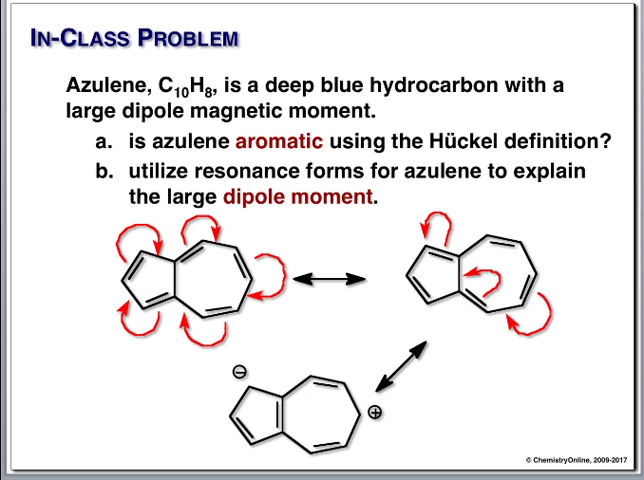 IN-CLASS PROBLEM
Azulene, C₁₀H₈, is a deep blue hydrocarbon with a
large dipole magnetic moment.
a. is azulene aromatic using the Hückel definition?
b. utilize resonance forms for azulene to explain
the large dipole moment.
⊖
⊕
© ChemistryOnline, 2009-2017